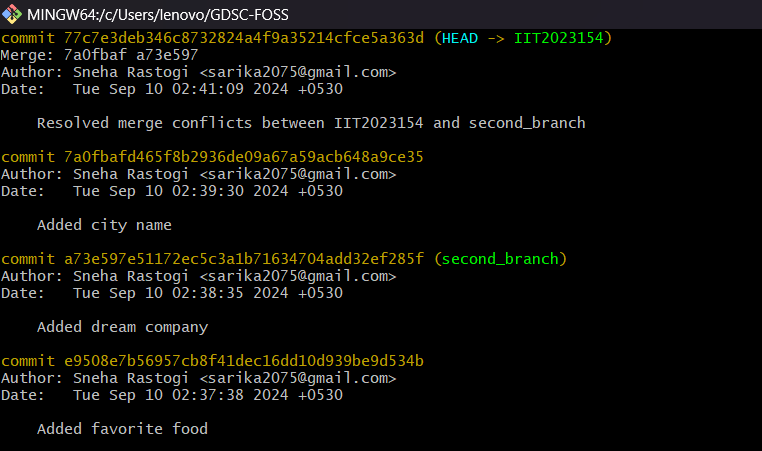 MINGW64:/c/Users/lenovo/GDSC-FOSS
commit 77c7e3deb346c8732824a4f9a35214cfce5a363d (HEAD -> IIT2023154)
Merge: 7a0fbaf a73e597
Author: Sneha Rastogi <sarika2075@gmail.com>
Date:   Tue Sep 10 02:41:09 2024 +0530
    Resolved merge conflicts between IIT2023154 and second_branch
commit 7a0fbafd465f8b2936de09a67a59acb648a9ce35
Author: Sneha Rastogi <sarika2075@gmail.com>
Date:   Tue Sep 10 02:39:30 2024 +0530
    Added city name
commit a73e597e51172ec5c3a1b71634704add32ef285f (second_branch)
Author: Sneha Rastogi <sarika2075@gmail.com>
Date:   Tue Sep 10 02:38:35 2024 +0530
    Added dream company
commit e9508e7b56957cb8f41dec16dd10d939be9d534b
Author: Sneha Rastogi <sarika2075@gmail.com>
Date:   Tue Sep 10 02:37:38 2024 +0530
    Added favorite food